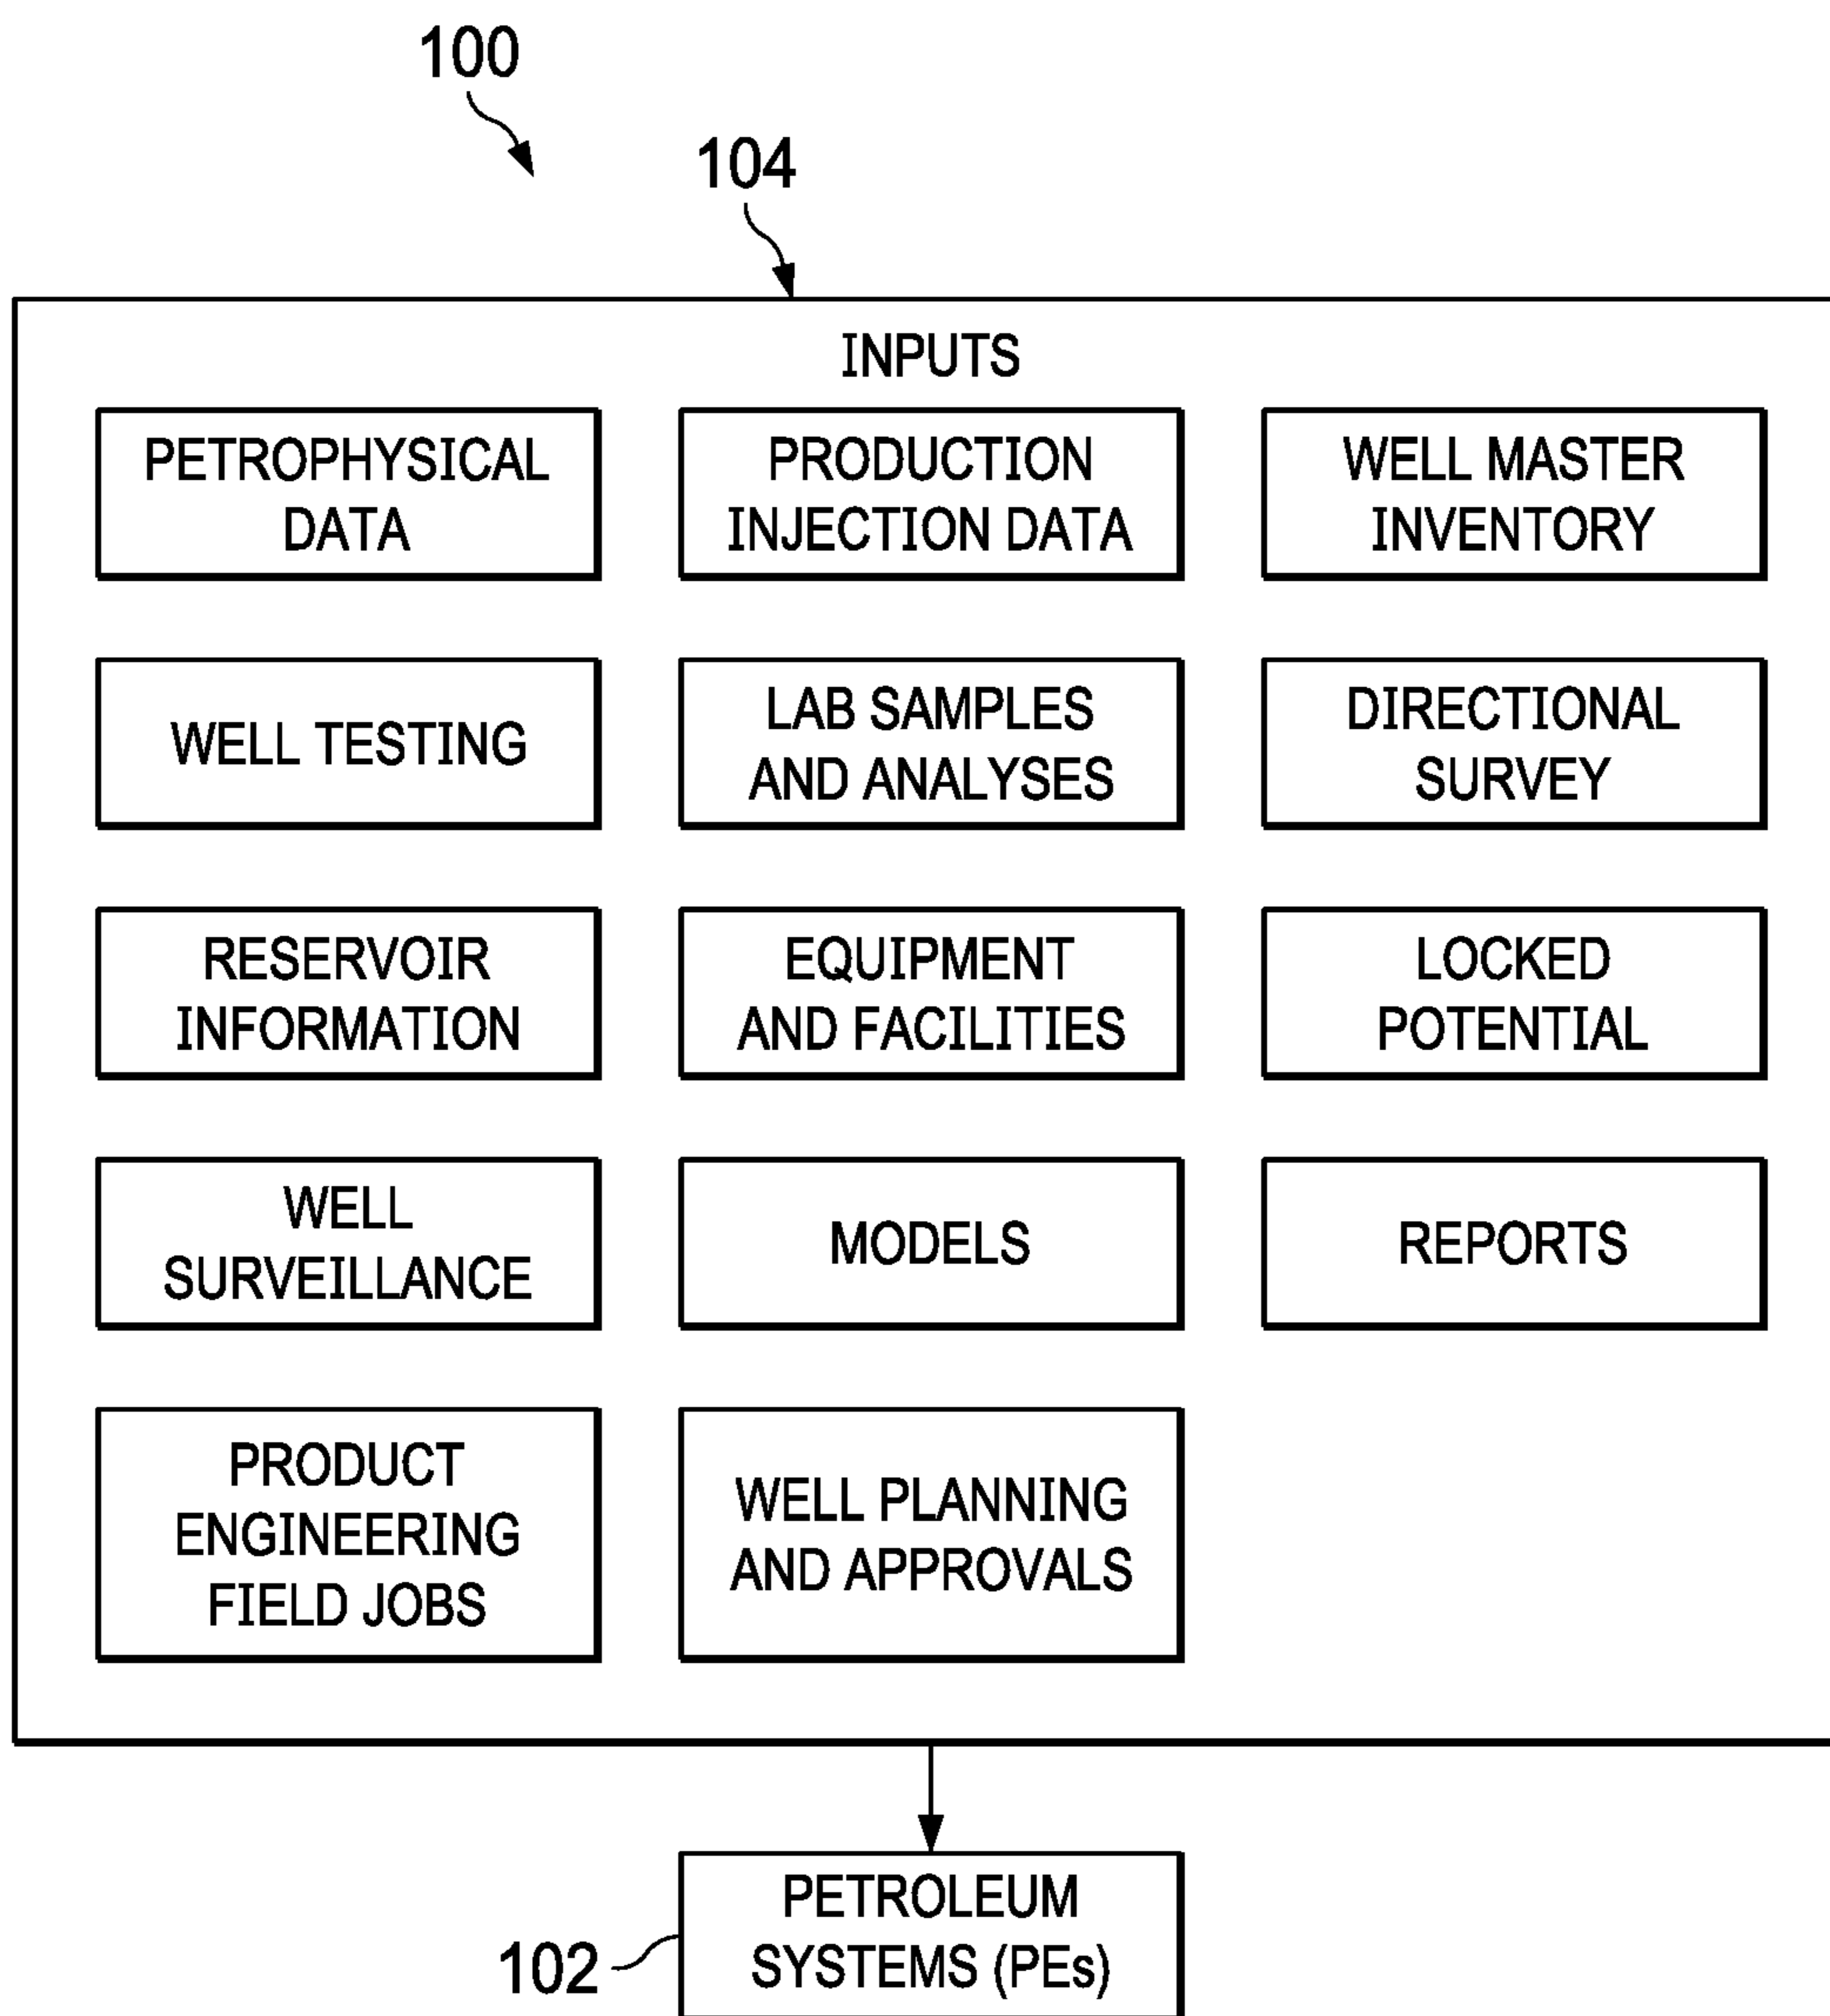 100
104
INPUTS
PETROPHYSICAL
DATA
PRODUCTION
INJECTION DATA
WELL MASTER
INVENTORY
WELL TESTING
LAB SAMPLES
AND ANALYSES
DIRECTIONAL
SURVEY
RESERVOIR
INFORMATION
EQUIPMENT
AND FACILITIES
LOCKED
POTENTIAL
WELL
SURVEILLANCE
MODELS
REPORTS
PRODUCT
ENGINEERING
FIELD JOBS
WELL PLANNING
AND APPROVALS
PETROLEUM
SYSTEMS (PEs)
102